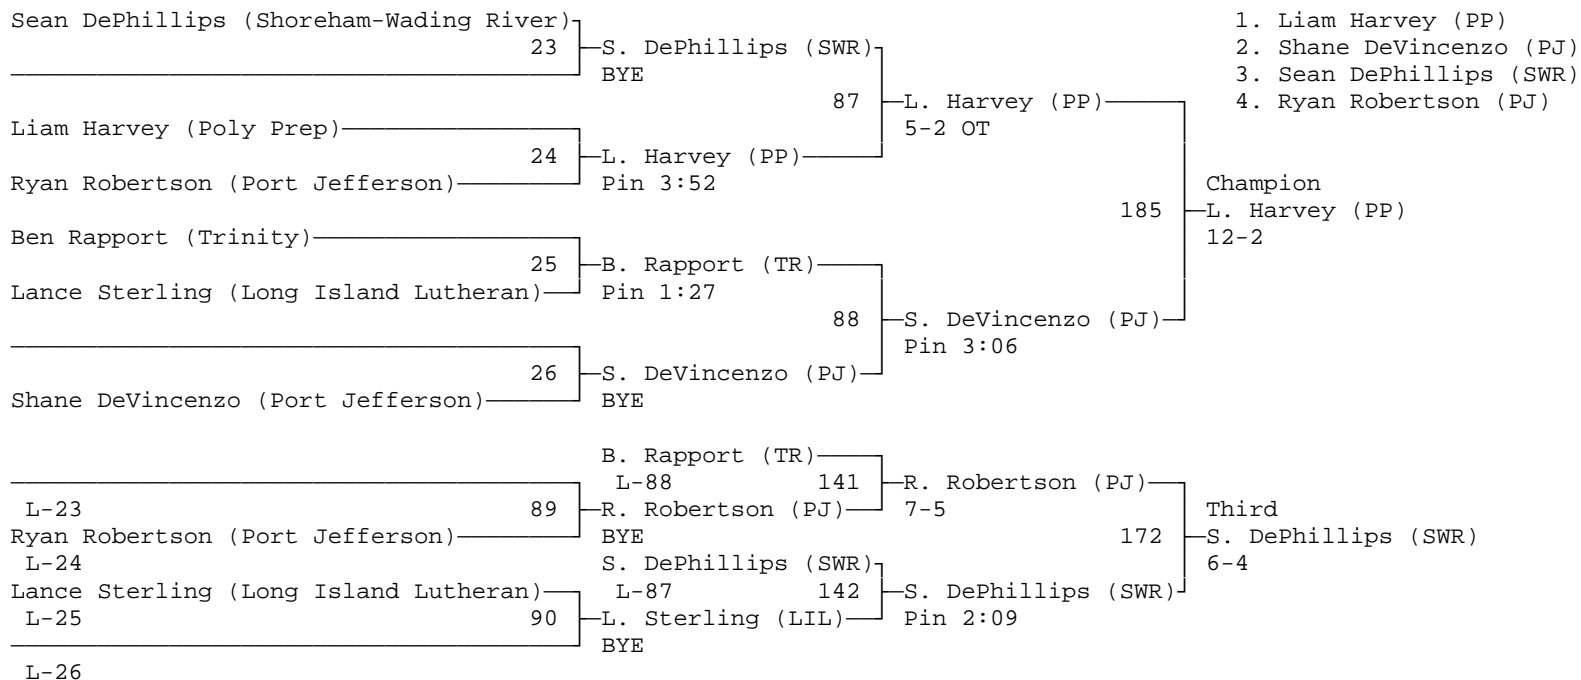 Sean DePhillips (Shoreham-Wading River)
23
S. DePhillips (SWR)
BYE
87
L. Harvey (PP)
5-2 OT
Liam Harvey (Poly Prep)
24
L. Harvey (PP)
Pin 3:52
Ryan Robertson (Port Jefferson)
185
Champion
L. Harvey (PP)
12-2
Ben Rapport (Trinity)
25
B. Rapport (TR)
Pin 1:27
Lance Sterling (Long Island Lutheran)
88
S. DeVincenzo (PJ)
Pin 3:06
26
S. DeVincenzo (PJ)
BYE
Shane DeVincenzo (Port Jefferson)
1. Liam Harvey (PP)
2. Shane DeVincenzo (PJ)
3. Sean DePhillips (SWR)
4. Ryan Robertson (PJ)
B. Rapport (TR)
L-88
141
R. Robertson (PJ)
7-5
L-23
89
R. Robertson (PJ)
BYE
Ryan Robertson (Port Jefferson)
L-24
172
Third
S. DePhillips (SWR)
6-4
S. DePhillips (SWR)
L-87
142
S. DePhillips (SWR)
Pin 2:09
Lance Sterling (Long Island Lutheran)
L-25
90
L. Sterling (LIL)
BYE
L-26